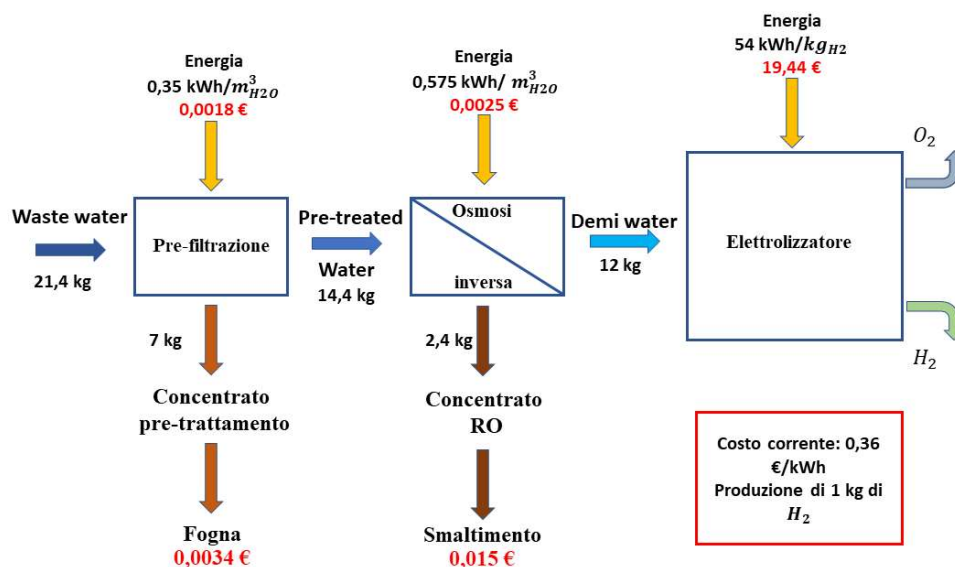 Energia
0,35 kWh/m³H2O
0,0018 €
Energia
0,575 kWh/ m³H2O
0,0025 €
Energia
54 kWh/kgH2
19,44 €
O2
Waste water
21,4 kg
Pre-filtrazione
Pre-treated
Water
14,4 kg
Osmosi
inversa
Demi water
12 kg
Elettrolizzatore
H2
7 kg
2,4 kg
Concentrato
pre-trattamento
Concentrato
RO
Fogna
0,0034 €
Smaltimento
0,015 €
Costo corrente: 0,36
€/kWh
Produzione di 1 kg di
H2